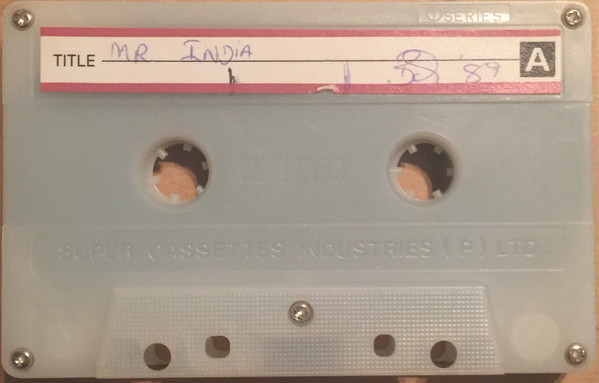 SERIES
TITLE MR INDIA A
'89
SUPER CASSETTES INDUSTRIES (P) LTD